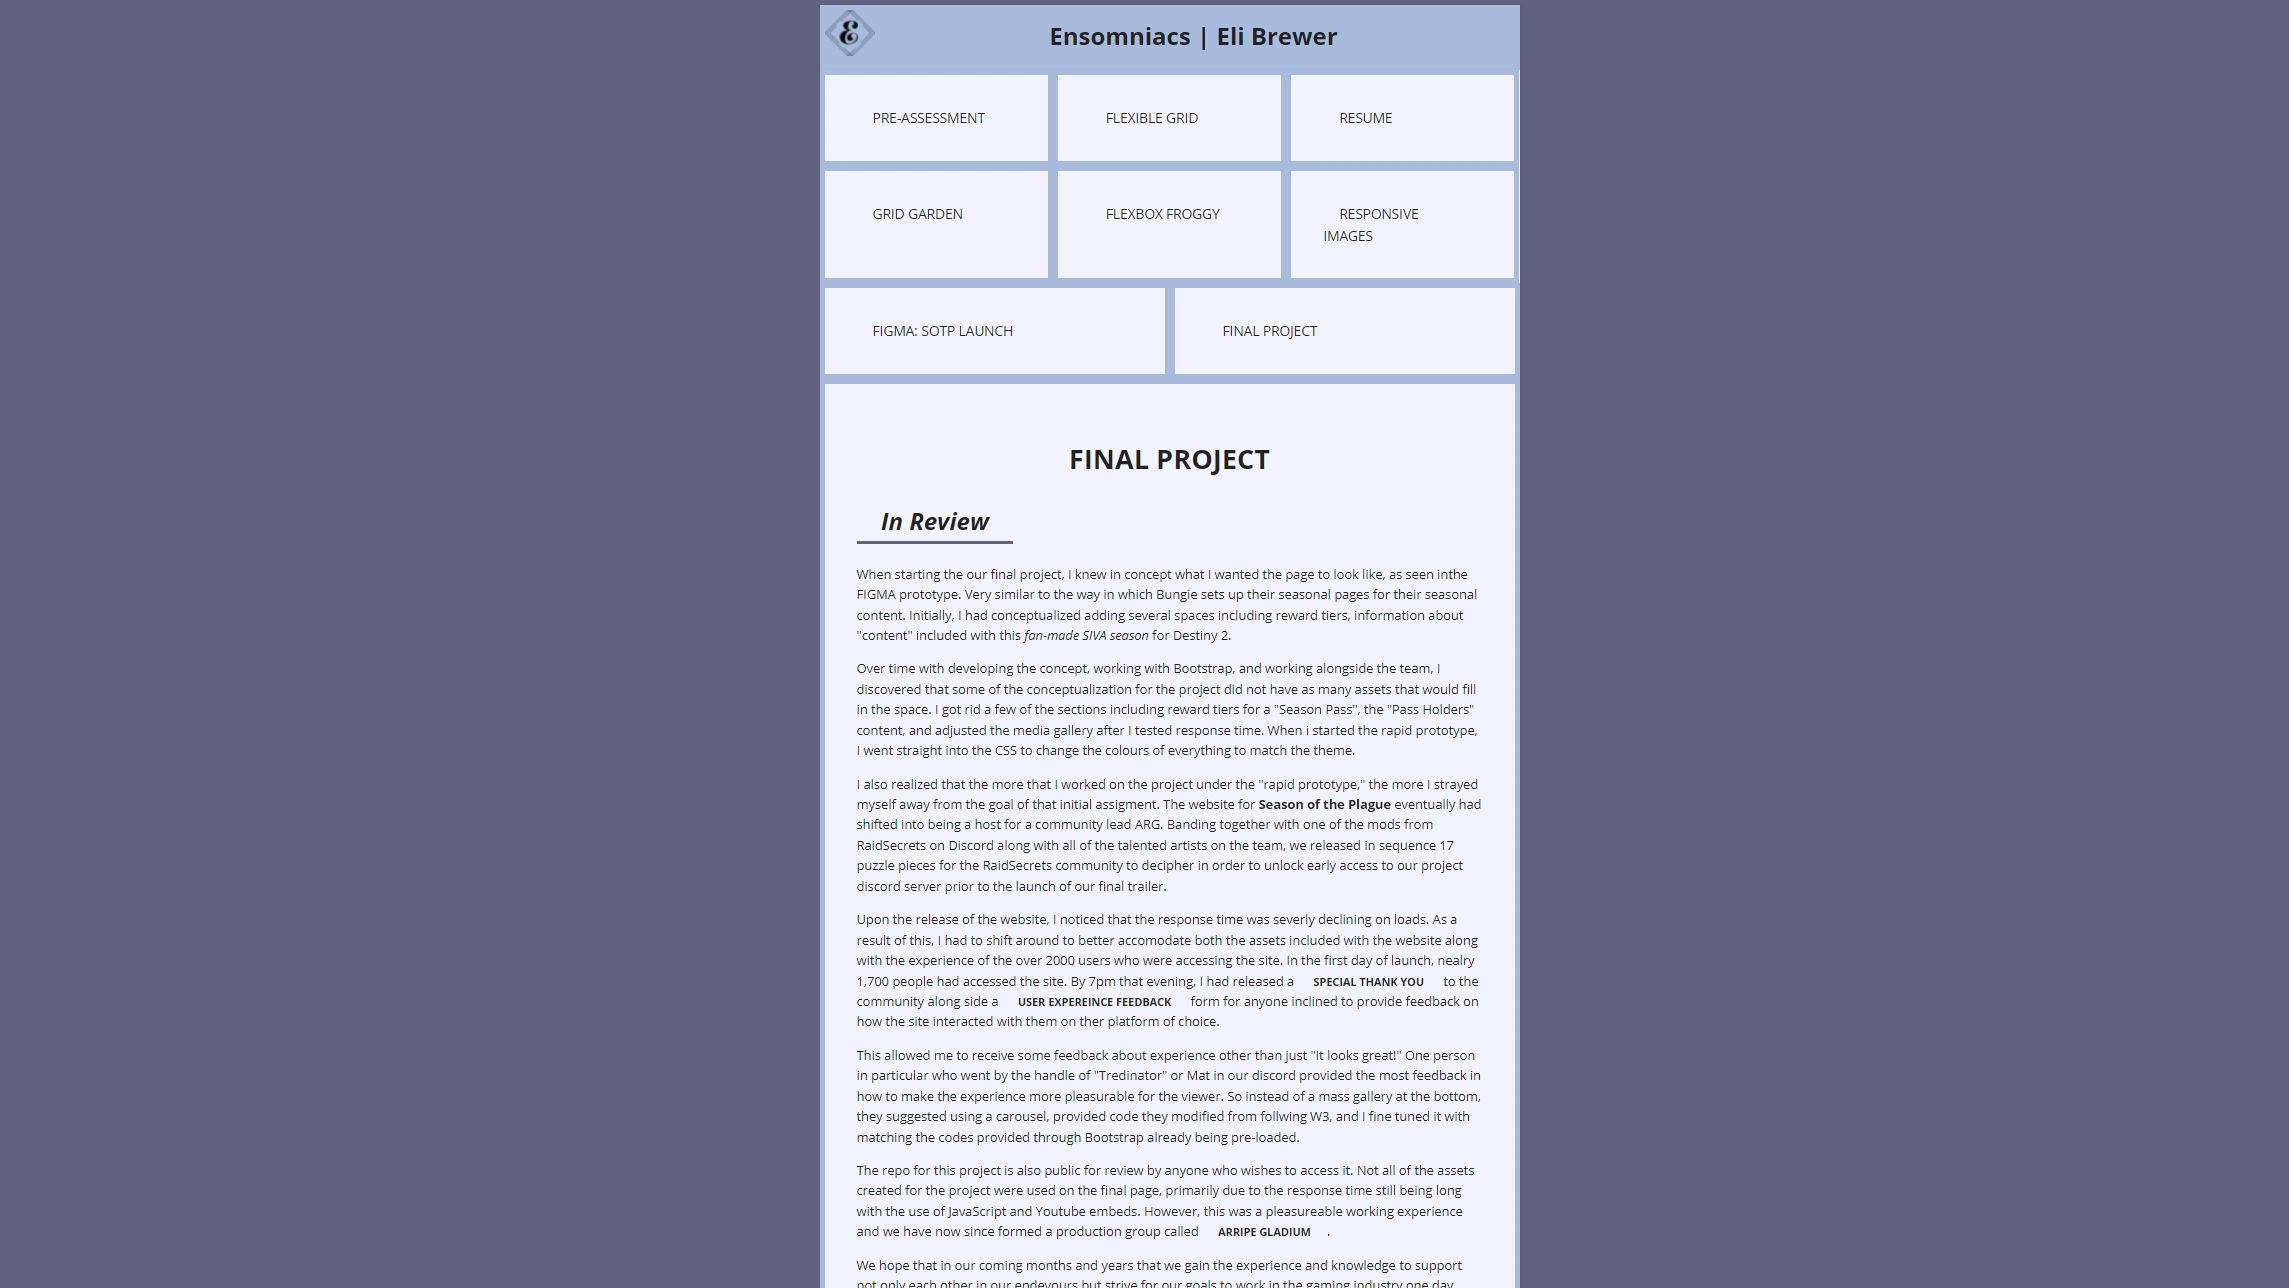 Ɛ
Ensomniacs | Eli Brewer
PRE-ASSESSMENT
FLEXIBLE GRID
RESUME
GRID GARDEN
FLEXBOX FROGGY
RESPONSIVE
IMAGES
FIGMA: SOTP LAUNCH
FINAL PROJECT
FINAL PROJECT
In Review
When starting the our final project, I knew in concept what I wanted the page to look like, as seen inthe
FIGMA prototype. Very similar to the way in which Bungie sets up their seasonal pages for their seasonal
content. Initially, I had conceptualized adding several spaces including reward tiers, information about
"content" included with this fan-made SIVA season for Destiny 2.
Over time with developing the concept, working with Bootstrap, and working alongside the team, I
discovered that some of the conceptualization for the project did not have as many assets that would fill
in the space. I got rid a few of the sections including reward tiers for a "Season Pass", the "Pass Holders"
content, and adjusted the media gallery after I tested response time. When i started the rapid prototype,
I went straight into the CSS to change the colours of everything to match the theme.
I also realized that the more that I worked on the project under the "rapid prototype," the more I strayed
myself away from the goal of that initial assigment. The website for Season of the Plague eventually had
shifted into being a host for a community lead ARG. Banding together with one of the mods from
RaidSecrets on Discord along with all of the talented artists on the team, we released in sequence 17
puzzle pieces for the RaidSecrets community to decipher in order to unlock early access to our project
discord server prior to the launch of our final trailer.
Upon the release of the website, I noticed that the response time was severly declining on loads. As a
result of this, I had to shift around to better accomodate both the assets included with the website along
with the experience of the over 2000 users who were accessing the site. In the first day of launch, nealry
1,700 people had accessed the site. By 7pm that evening, I had released a SPECIAL THANK YOU to the
community along side a USER EXPEREINCE FEEDBACK form for anyone inclined to provide feedback on
how the site interacted with them on ther platform of choice.
This allowed me to receive some feedback about experience other than just "It looks great!" One person
in particular who went by the handle of "Tredinator" or Mat in our discord provided the most feedback in
how to make the experience more pleasurable for the viewer. So instead of a mass gallery at the bottom,
they suggested using a carousel, provided code they modified from follwing W3, and I fine tuned it with
matching the codes provided through Bootstrap already being pre-loaded.
The repo for this project is also public for review by anyone who wishes to access it. Not all of the assets
created for the project were used on the final page, primarily due to the response time still being long
with the use of JavaScript and Youtube embeds. However, this was a pleasureable working experience
and we have now since formed a production group called ARRIPE GLADIUM .
We hope that in our coming months and years that we gain the experience and knowledge to support
not only each other in our endevours but strive for our goals to work in the gaming industry one day.